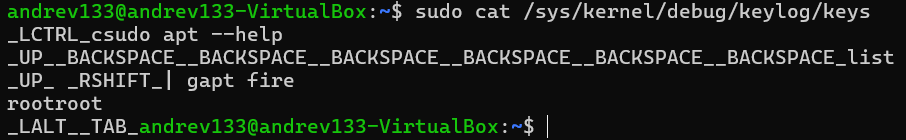 andrev133@andrev133-VirtualBox:~$ sudo cat /sys/kernel/debug/keylog/keys
_LCTRL_csudo apt --help
_UP__BACKSPACE__BACKSPACE__BACKSPACE__BACKSPACE__BACKSPACE__BACKSPACE_list
_UP_ _RSHIFT_| gapt fire
rootroot
_LALT__TAB_andrev133@andrev133-VirtualBox:~$